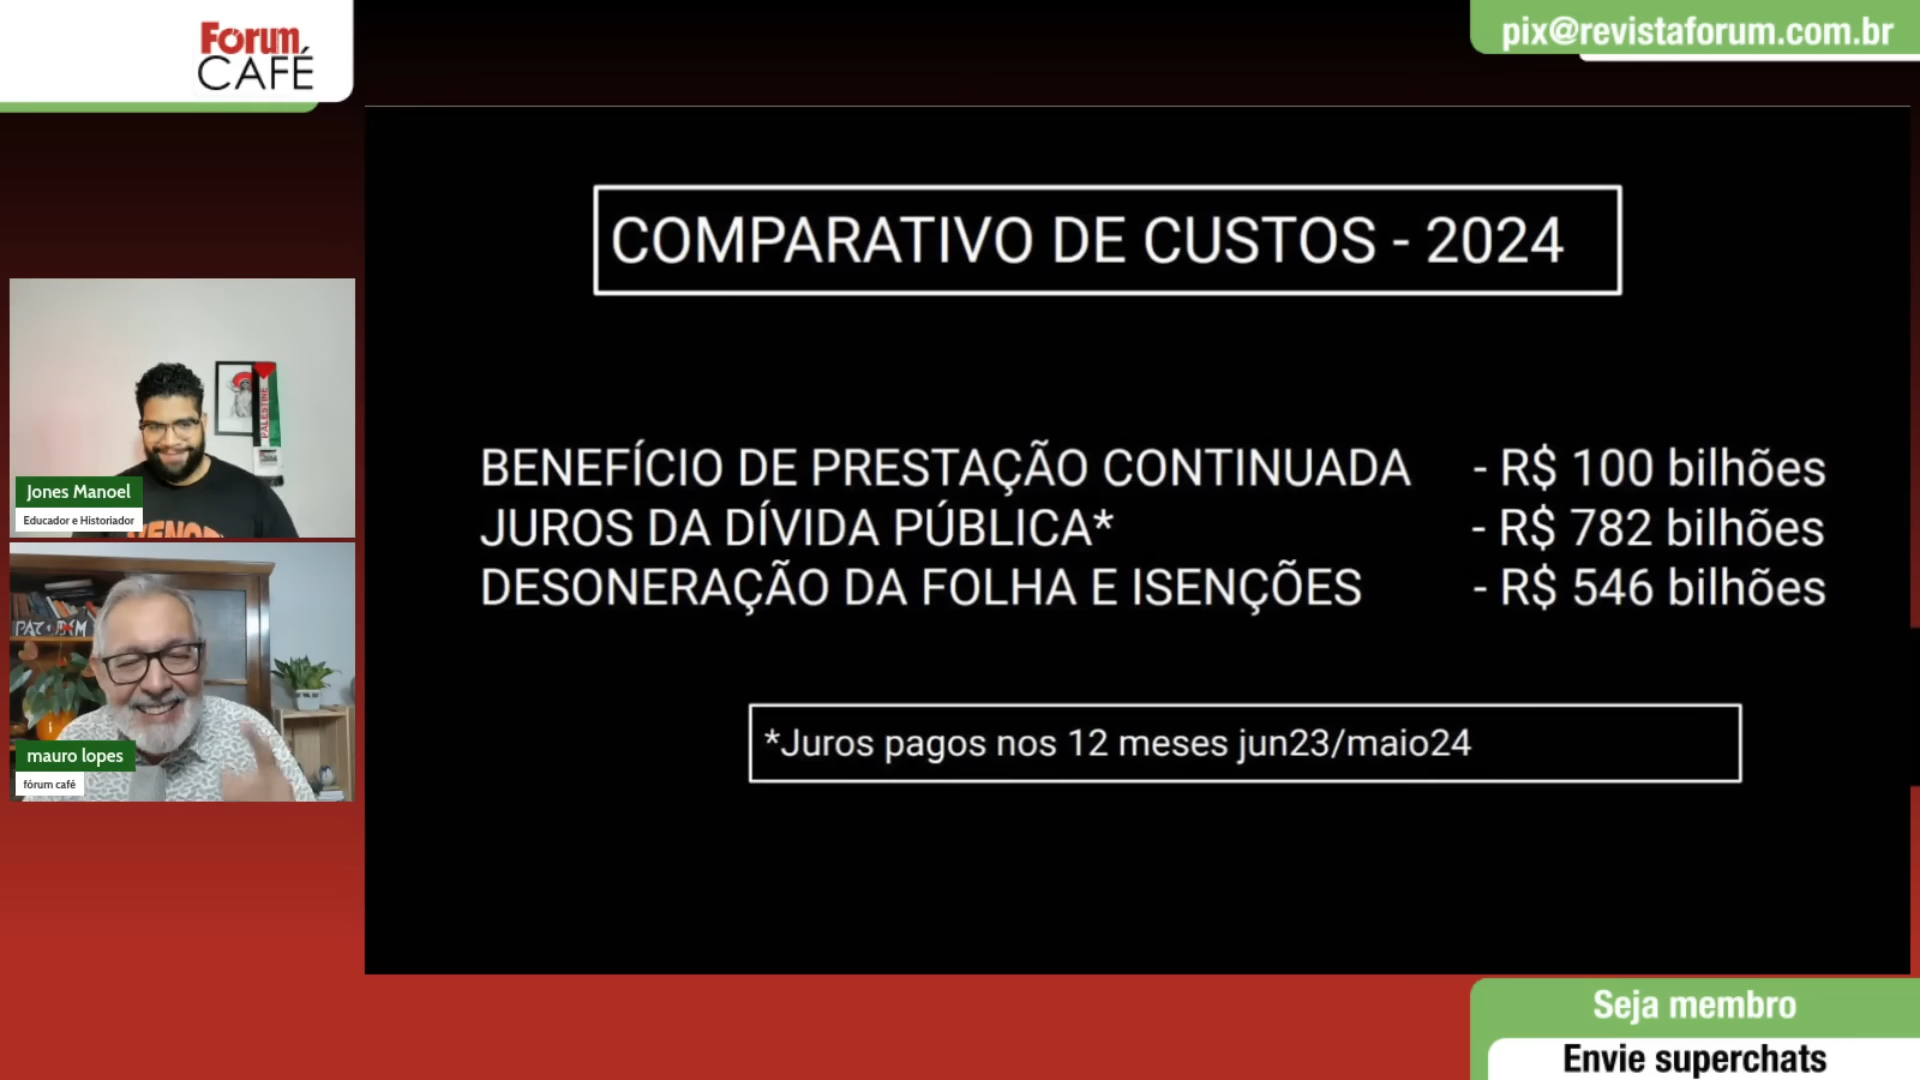 Forum
CAFÉ
pix@revistaforum.com.br
COMPARATIVO DE CUSTOS - 2024
BENEFÍCIO DE PRESTAÇÃO CONTINUADA - R$ 100 bilhões
JUROS DA DÍVIDA PÚBLICA* - R$ 782 bilhões
DESONERAÇÃO DA FOLHA E ISENÇÕES - R$ 546 bilhões
*Juros pagos nos 12 meses jun23/maio24
PALESTINE
Jones Manoel
Educador e Historiador
mauro lopes
fórum café
Seja membro
Envie superchats